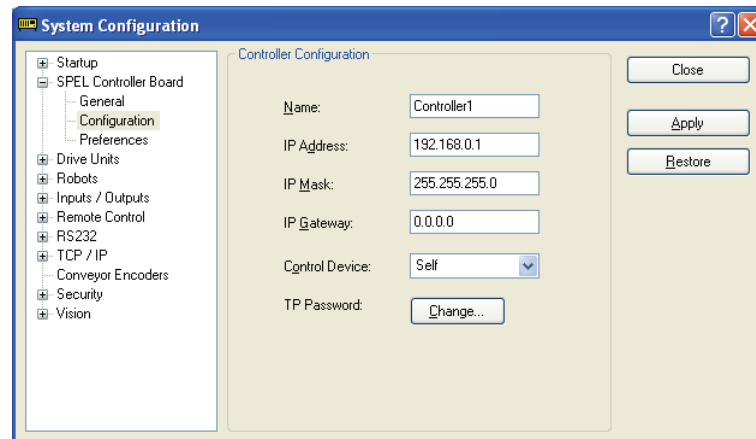 System Configuration
Startup
SPEL Controller Board
General
Configuration
Preferences
Drive Units
Robots
Inputs / Outputs
Remote Control
RS232
TCP / IP
Conveyor Encoders
Security
Vision
Controller Configuration
Name: Controller1
IP Address: 192.168.0.1
IP Mask: 255.255.255.0
IP Gateway: 0.0.0.0
Control Device: Self
TP Password: Change...
Close
Apply
Restore